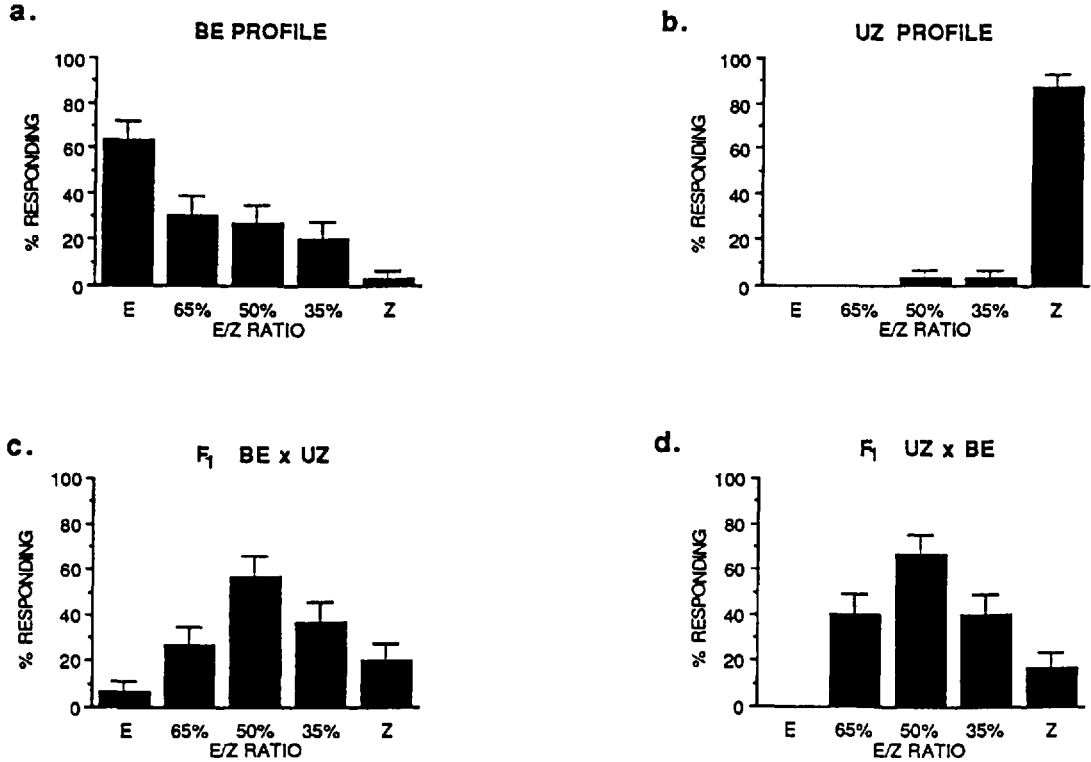 a.
BE PROFILE
% RESPONDING
100
80
60
40
20
0
E 65% 50% 35% Z
E/Z RATIO
b.
UZ PROFILE
% RESPONDING
100
80
60
40
20
0
E 65% 50% 35% Z
E/Z RATIO
c.
F1 BE x UZ
% RESPONDING
100
80
60
40
20
0
E 65% 50% 35% Z
E/Z RATIO
d.
F1 UZ x BE
% RESPONDING
100
80
60
40
20
0
E 65% 50% 35% Z
E/Z RATIO